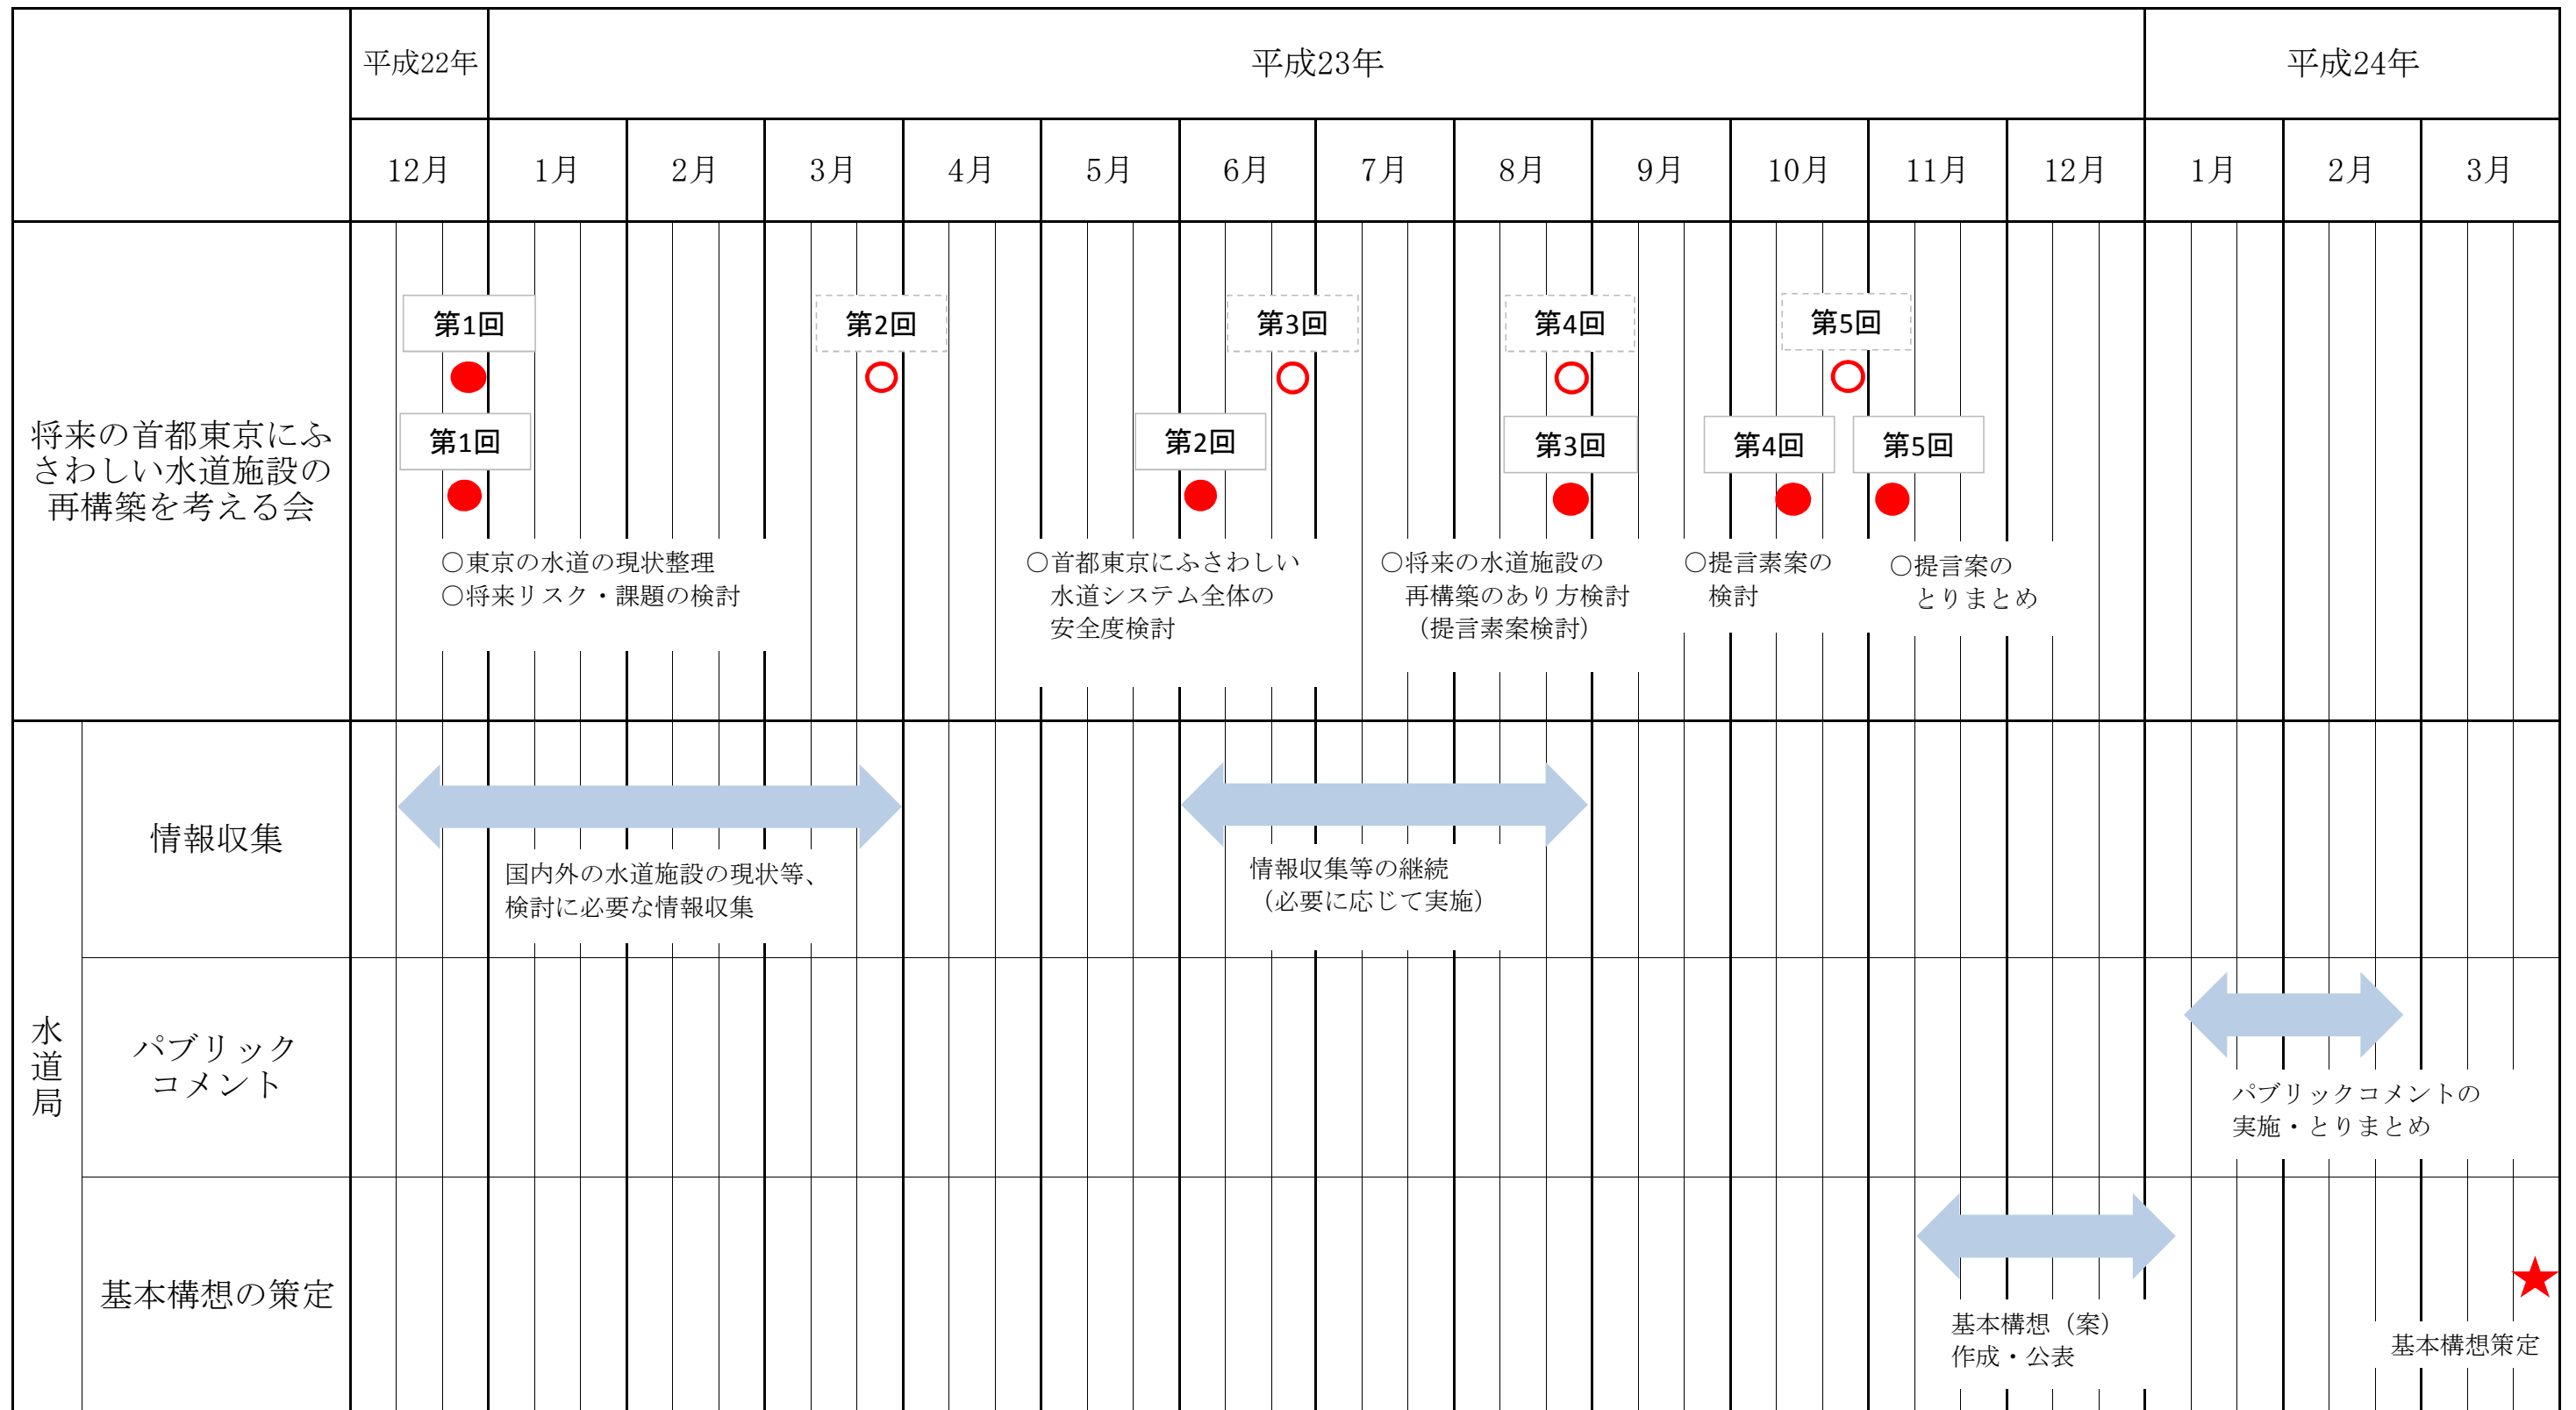 平成22年
平成23年
平成24年
12月
1月
2月
3月
4月
5月
6月
7月
8月
9月
10月
11月
12月
1月
2月
3月
将来の首都東京にふ
さわしい水道施設の
再構築を考える会
第1回
第2回
第3回
第4回
第5回
第1回
第2回
第3回
第4回
第5回
○東京の水道の現状整理
○将来リスク・課題の検討
○首都東京にふさわしい
水道システム全体の
安全度検討
○将来の水道施設の
再構築のあり方検討
（提言素案検討）
○提言素案の
検討
○提言案の
とりまとめ
水道局
情報収集
国内外の水道施設の現状等、
検討に必要な情報収集
情報収集等の継続
（必要に応じて実施）
パブリック
コメント
パブリックコメントの
実施・とりまとめ
基本構想の策定
基本構想（案）
作成・公表
基本構想策定